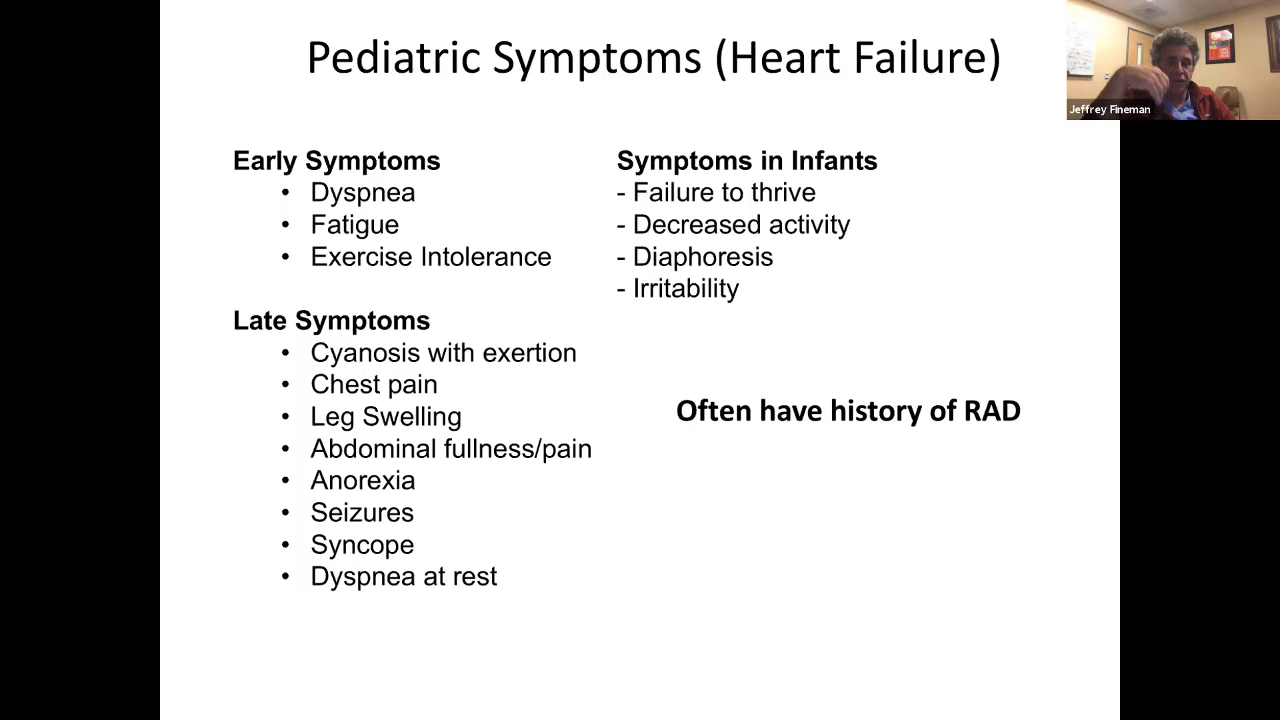 Pediatric Symptoms (Heart Failure)
Jeffrey Fineman
Early Symptoms
• Dyspnea
• Fatigue
• Exercise Intolerance
Late Symptoms
• Cyanosis with exertion
• Chest pain
• Leg Swelling
• Abdominal fullness/pain
• Anorexia
• Seizures
• Syncope
• Dyspnea at rest
Symptoms in Infants
- Failure to thrive
- Decreased activity
- Diaphoresis
- Irritability
Often have history of RAD